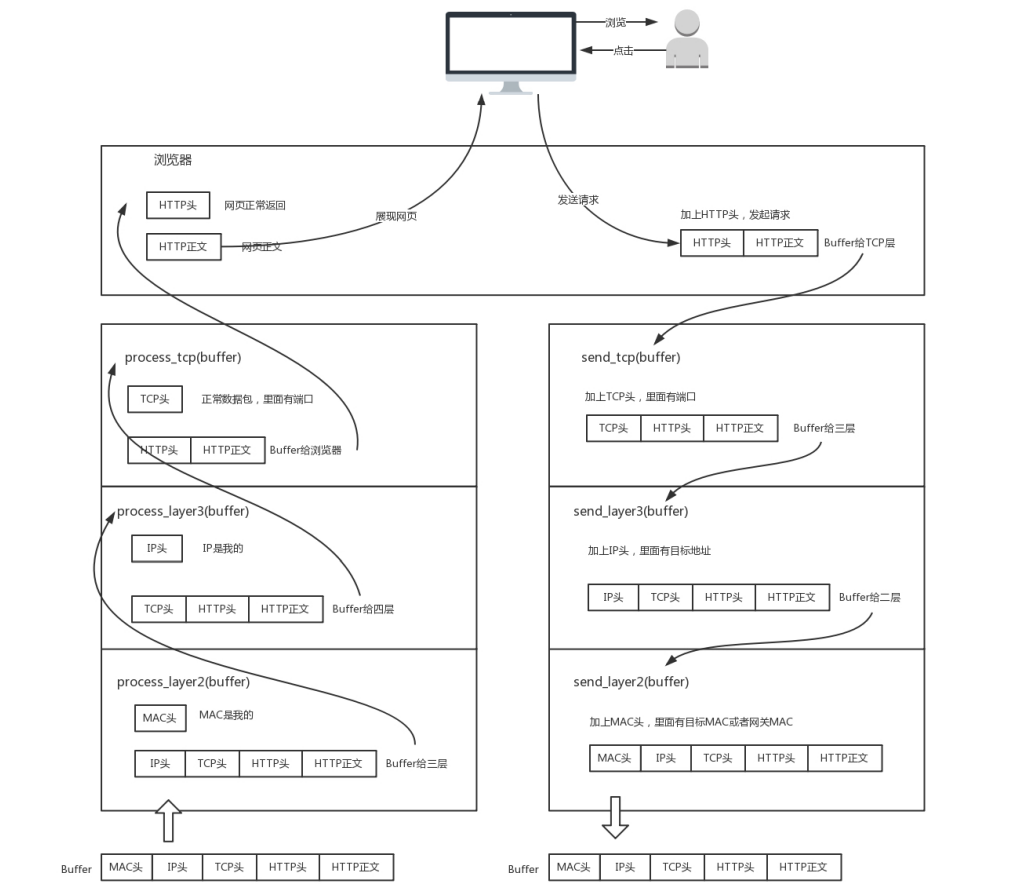 浏览
点击
浏览器
HTTP头
网页正常返回
HTTP正文
网页正文
展现网页
发送请求
加上HTTP头，发起请求
HTTP头 HTTP正文 Buffer给TCP层
process_tcp(buffer)
TCP头 正常数据包，里面有端口
HTTP头 HTTP正文 Buffer给浏览器
process_layer3(buffer)
IP头 IP是我的
TCP头 HTTP头 HTTP正文 Buffer给四层
process_layer2(buffer)
MAC头 MAC是我的
IP头 TCP头 HTTP头 HTTP正文 Buffer给三层
Buffer MAC头 IP头 TCP头 HTTP头 HTTP正文
send_tcp(buffer)
加上TCP头，里面有端口
TCP头 HTTP头 HTTP正文 Buffer给三层
send_layer3(buffer)
加上IP头，里面有目标地址
IP头 TCP头 HTTP头 HTTP正文 Buffer给二层
send_layer2(buffer)
加上MAC头，里面有目标MAC或者网关MAC
MAC头 IP头 TCP头 HTTP头 HTTP正文
Buffer MAC头 IP头 TCP头 HTTP头 HTTP正文